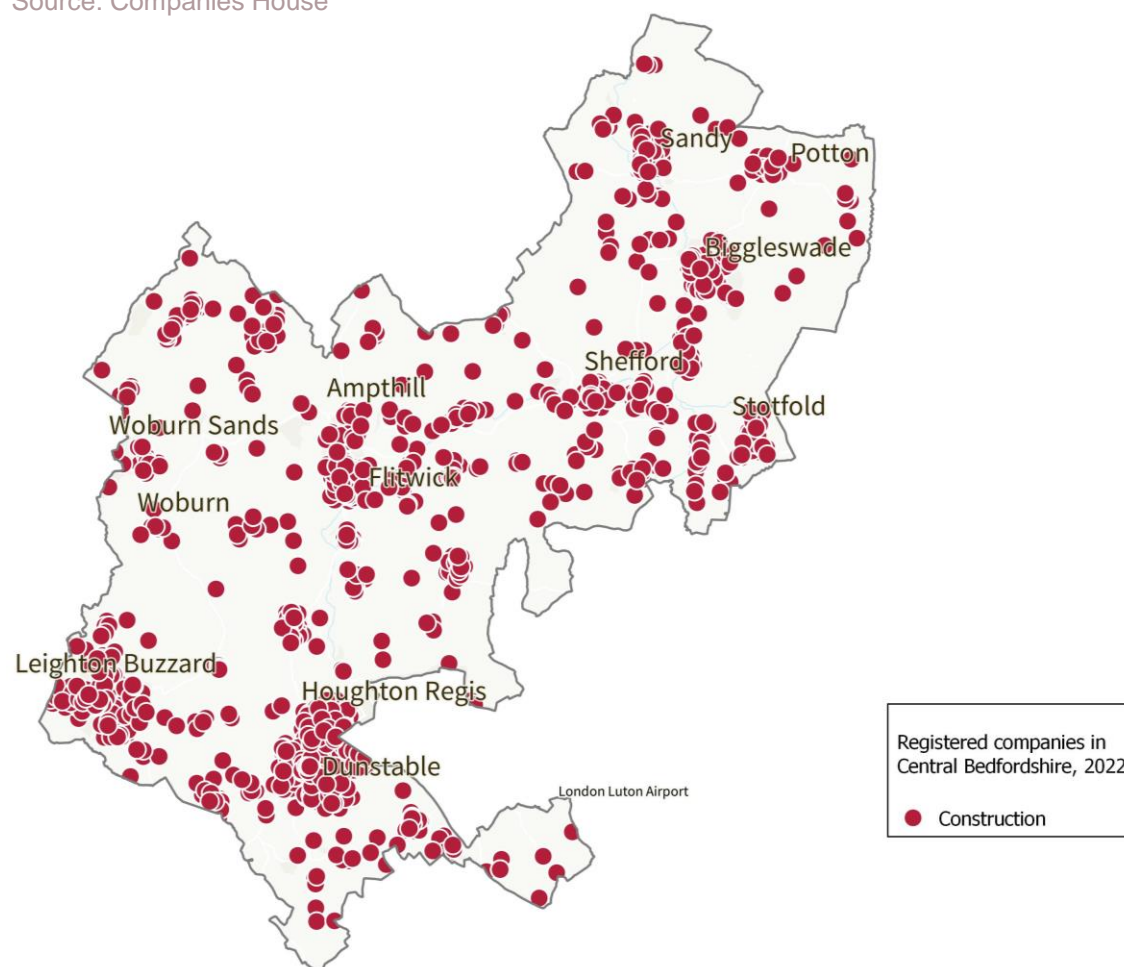 Source: Companies House
Sandy
Potton
Biggleswade
Shefford
Ampthill
Stotfold
Woburn Sands
Flitwick
Woburn
Leighton Buzzard
Houghton Regis
Dunstable
London Luton Airport
Registered companies in
Central Bedfordshire, 2022
Construction